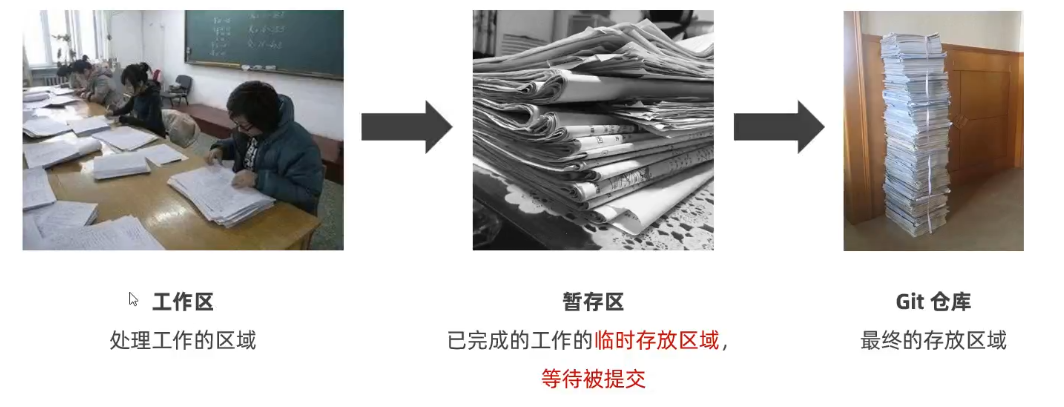 工作区
处理工作的区域
暂存区
已完成的工作的临时存放区域，
等待被提交
Git 仓库
最终的存放区域